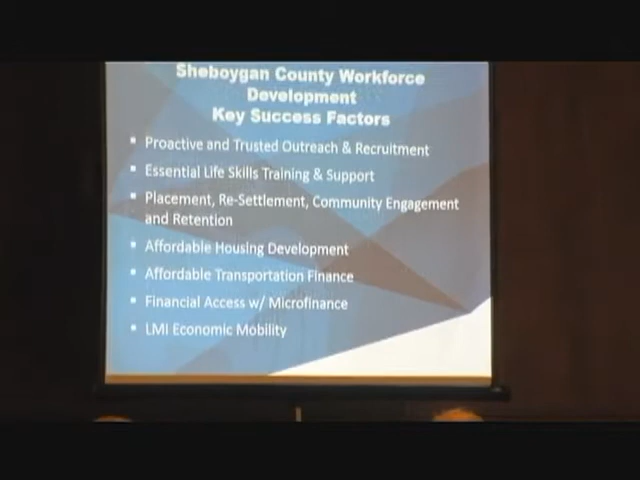 Sheboygan County Workforce
Development
Key Success Factors
▪ Proactive and Trusted Outreach & Recruitment
▪ Essential Life Skills Training & Support
▪ Placement, Re-Settlement, Community Engagement
and Retention
▪ Affordable Housing Development
▪ Affordable Transportation Finance
▪ Financial Access w/ Microfinance
▪ LMI Economic Mobility